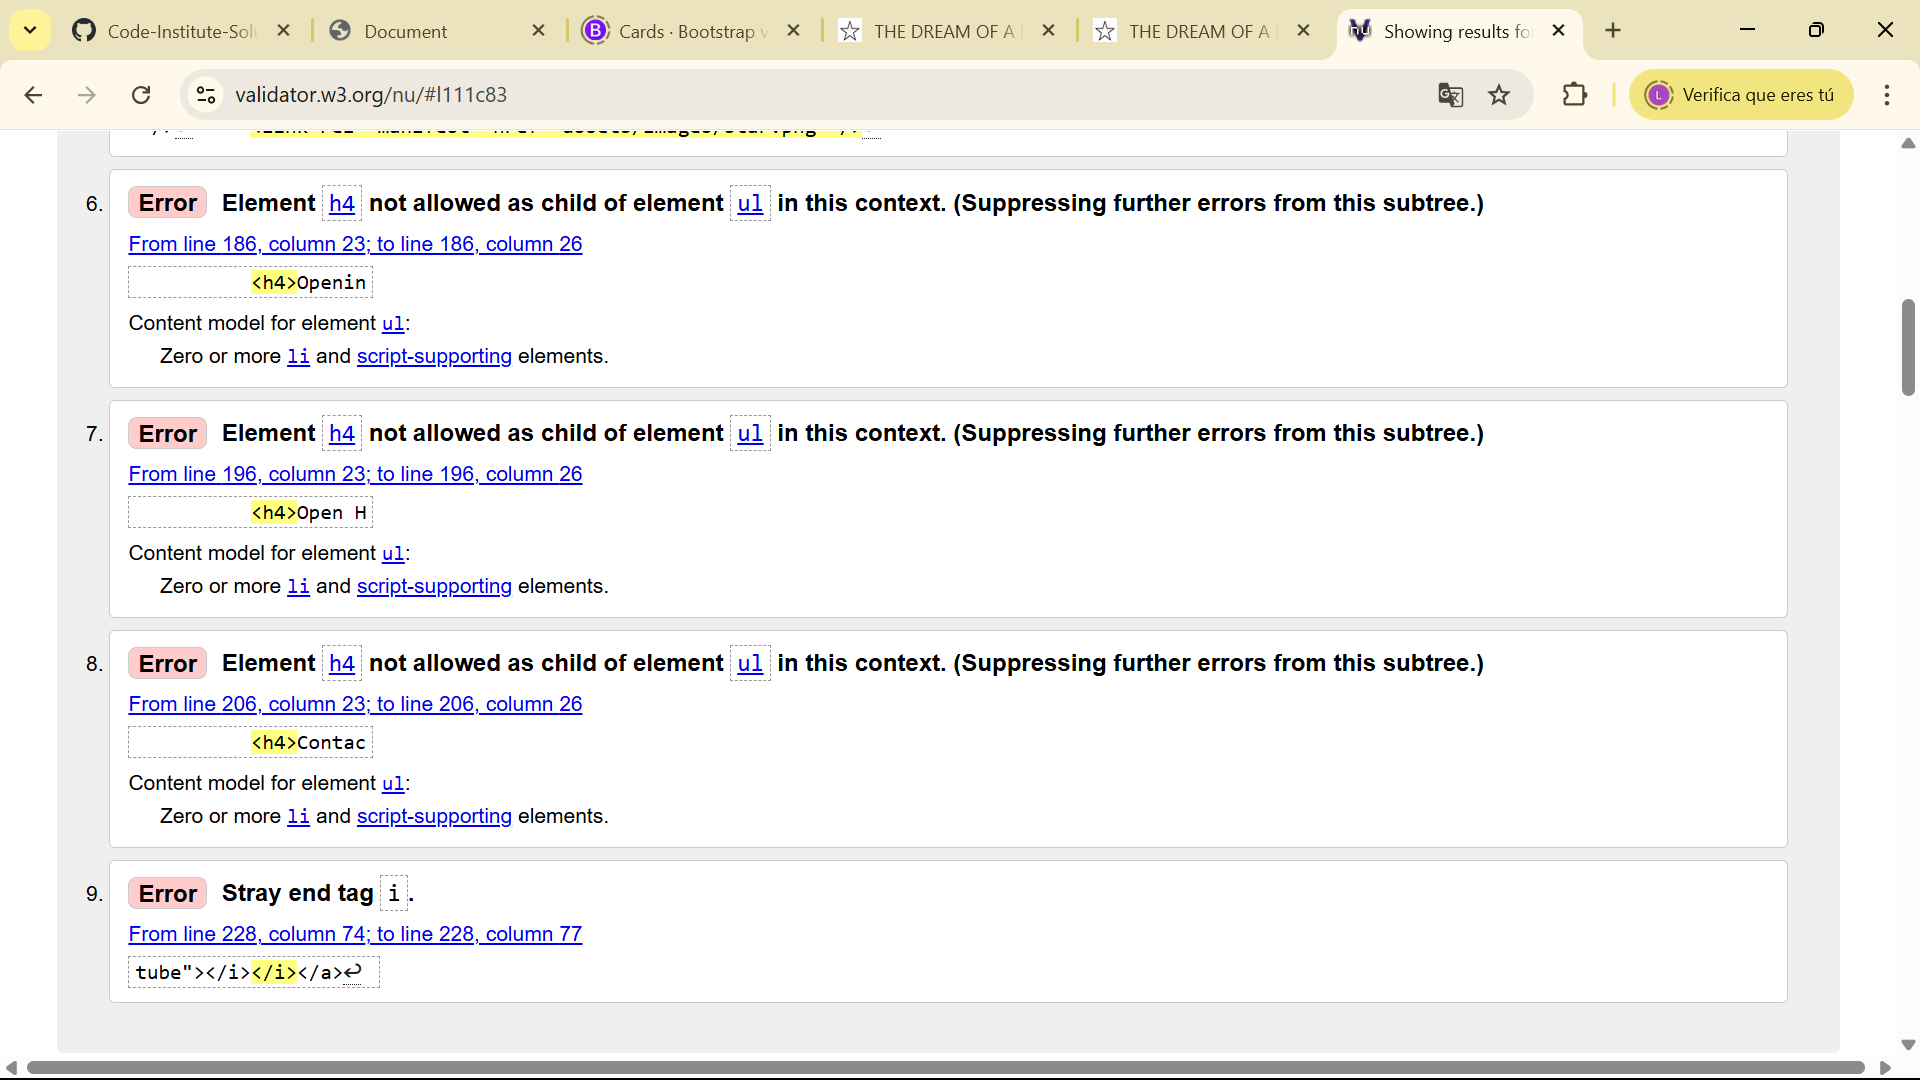 Code-Institute-Solu
Document
Cards · Bootstrap v
THE DREAM OF A
THE DREAM OF A
Showing results fo
validator.w3.org/nu/#l111c83
Verifica que eres tú
6. Error Element h4 not allowed as child of element ul in this context. (Suppressing further errors from this subtree.)
From line 186, column 23; to line 186, column 26
<h4>Openin
Content model for element ul:
Zero or more li and script-supporting elements.
7. Error Element h4 not allowed as child of element ul in this context. (Suppressing further errors from this subtree.)
From line 196, column 23; to line 196, column 26
<h4>Open H
Content model for element ul:
Zero or more li and script-supporting elements.
8. Error Element h4 not allowed as child of element ul in this context. (Suppressing further errors from this subtree.)
From line 206, column 23; to line 206, column 26
<h4>Contac
Content model for element ul:
Zero or more li and script-supporting elements.
9. Error Stray end tag i.
From line 228, column 74; to line 228, column 77
tube"></i></i></a>↩